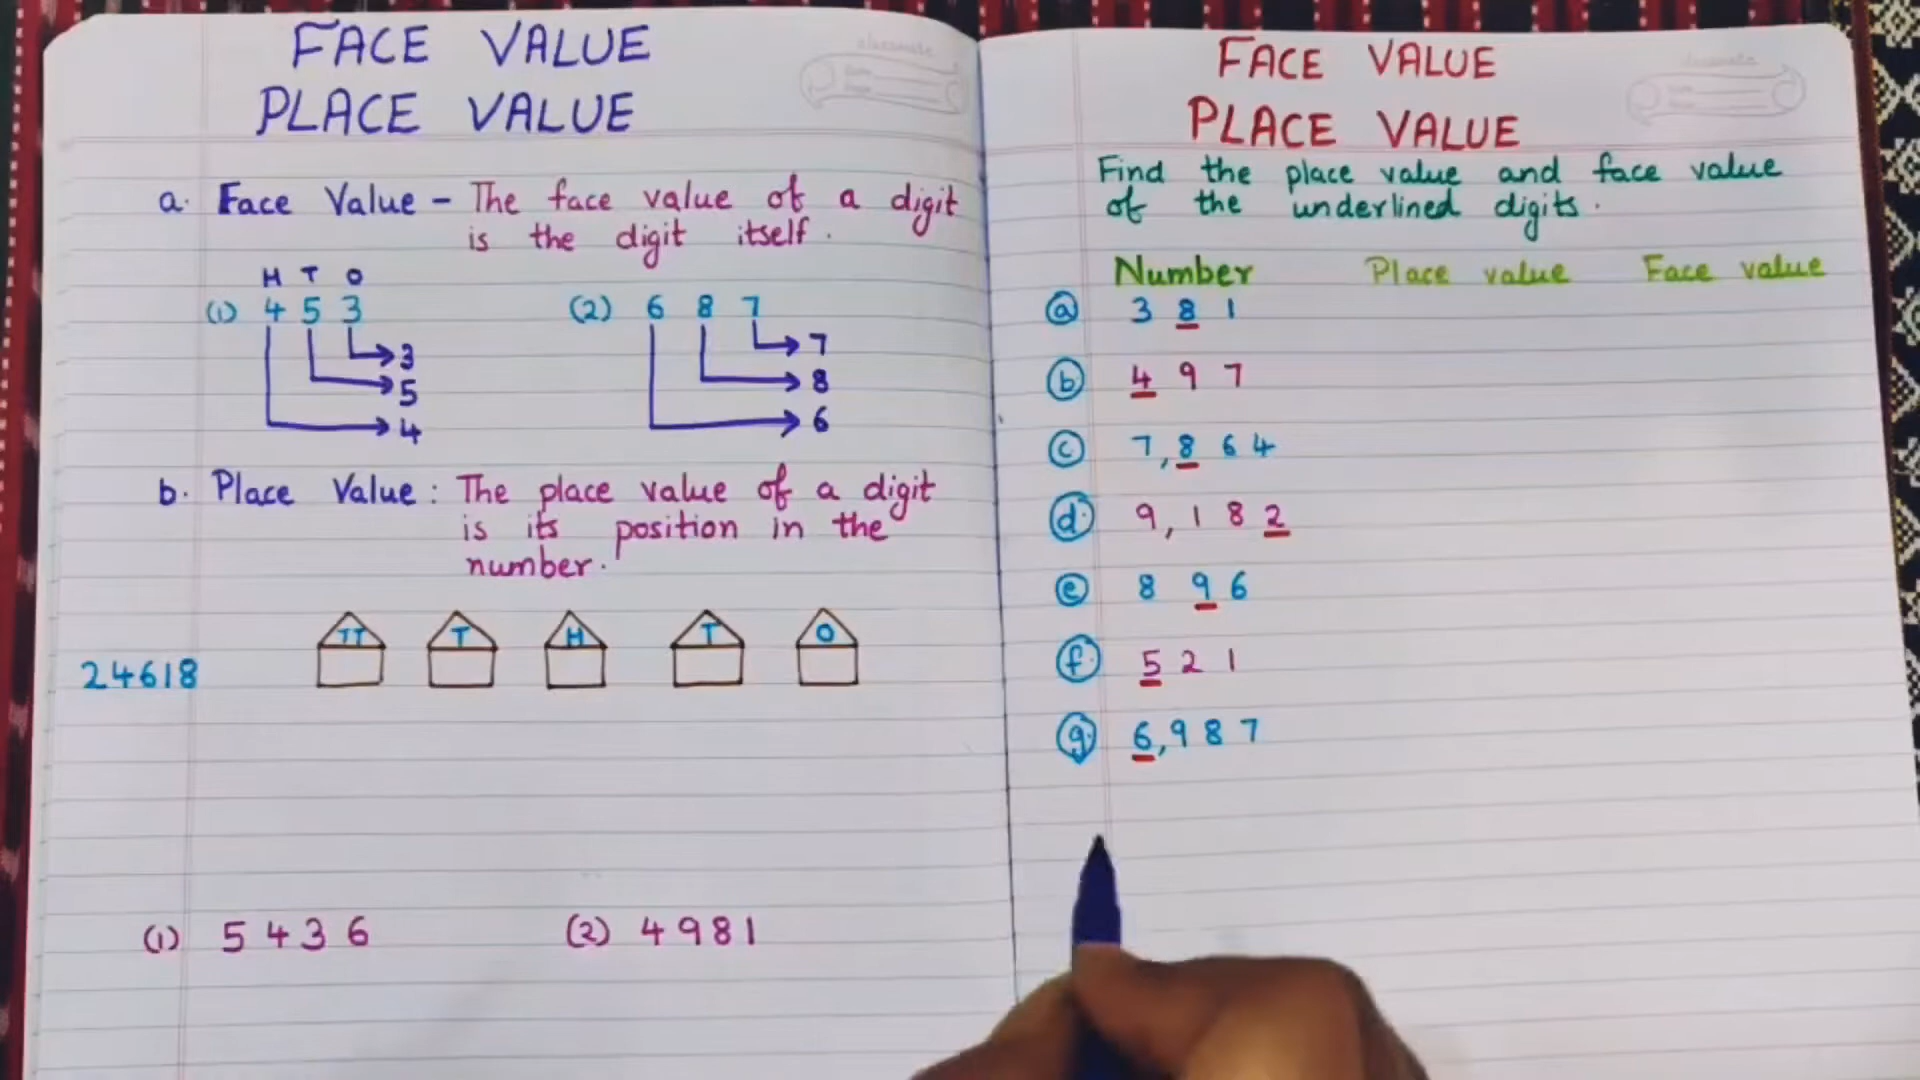 FACE VALUE
PLACE VALUE
a. Face Value - The face value of a digit
is the digit itself.
H T O
(1) 4 5 3
3
5
4
(2) 6 8 7
7
8
6
b. Place Value : The place value of a digit
is its position in the
number.
24618
TT T H T O
(1) 5 4 3 6
(2) 4 9 8 1
FACE VALUE
PLACE VALUE
Find the place value and face value
of the underlined digits.
Number Place value Face value
a 3 8 1
b 4 9 7
c 7,8 6 4
d. 9, 1 8 2
e 8 9 6
f. 5 2 1
g. 6,9 8 7